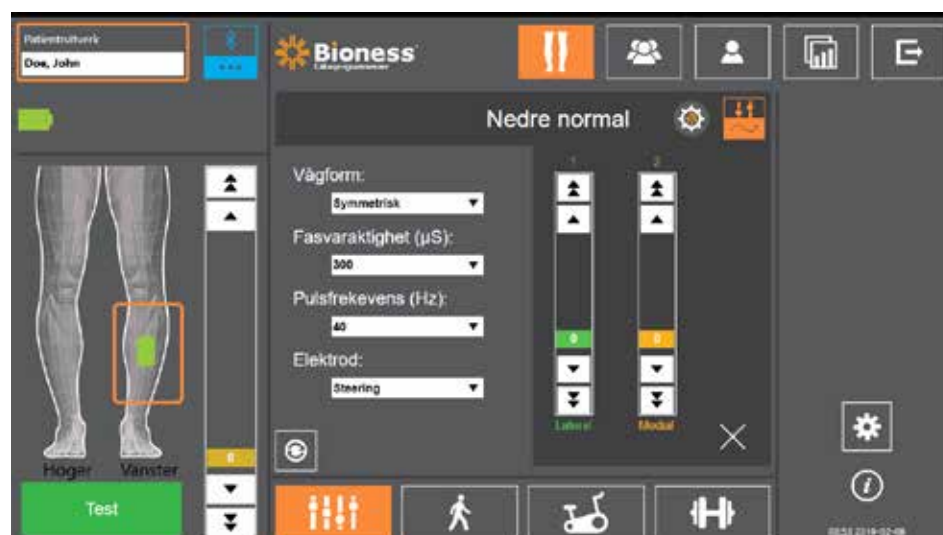 Doe, John
Bioness
Nedre normal
Vågform:
Symmetrisk
Fasvaraktighet (µS):
300
Pulsfrekevens (Hz):
40
Elektrod:
Steering
1
2
0
0
Lateral
Medial
Höger
Vänster
0
Test